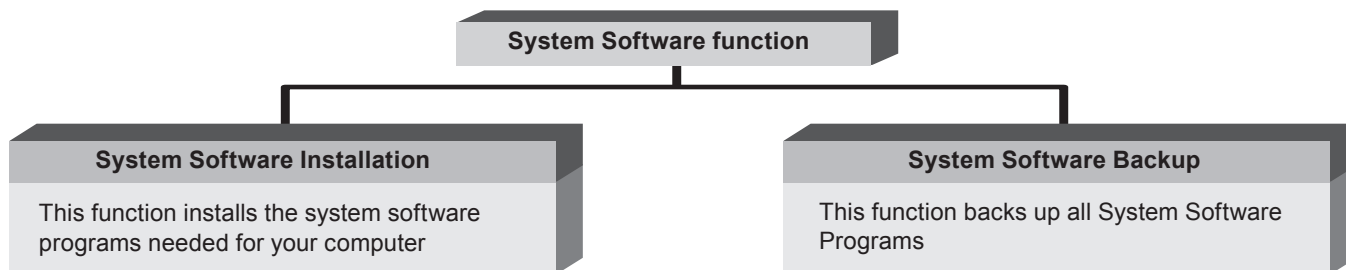 System Software function
System Software Installation
This function installs the system software
programs needed for your computer
System Software Backup
This function backs up all System Software
Programs